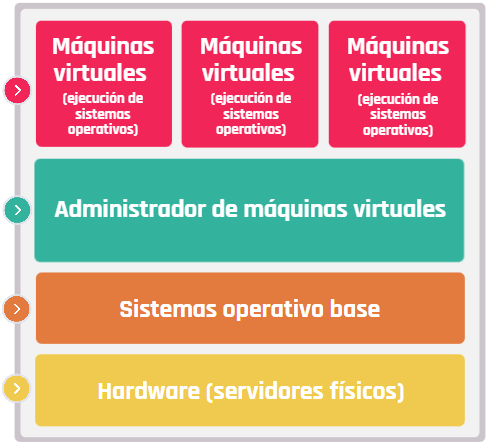 Máquinas
virtuales
(ejecución de
sistemas
operativos)
Máquinas
virtuales
(ejecución de
sistemas
operativos)
Máquinas
virtuales
(ejecución de
sistemas
operativos)
Administrador de máquinas virtuales
Sistemas operativo base
Hardware (servidores físicos)